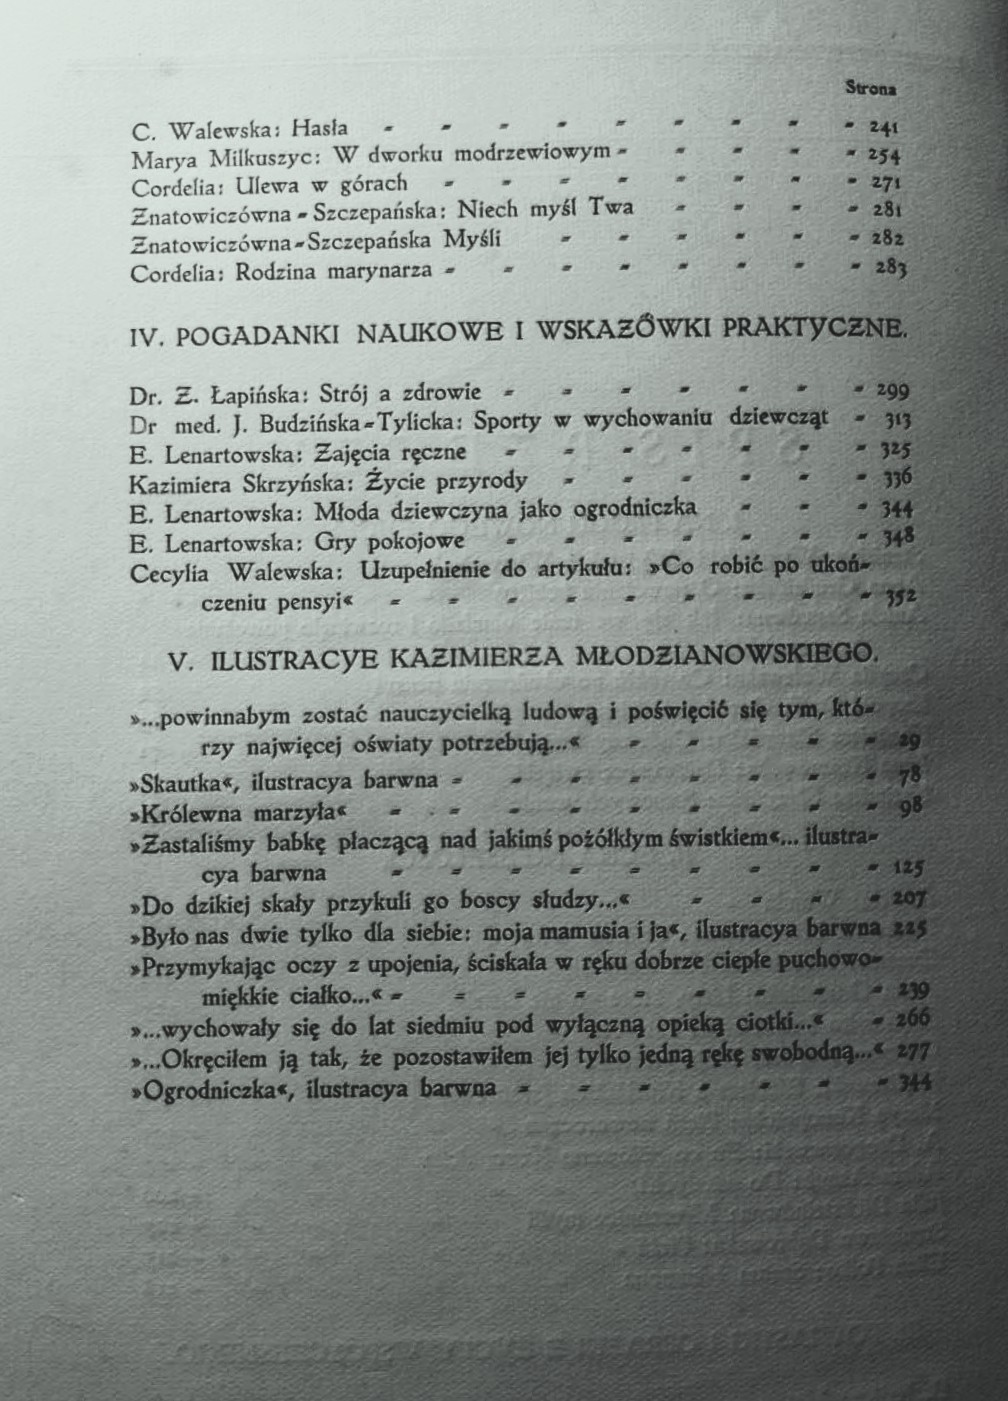 Strona
C. Walewska: Hasła - - - - - - - - - 241
Marya Milkuszyc: W dworku modrzewiowym - - - - - 254
Cordelia: Ulewa w górach - - - - - - - - 271
Znatowiczówna-Szczepańska: Niech myśl Twa - - - - 281
Znatowiczówna-Szczepańska Myśli - - - - - - 282
Cordelia: Rodzina marynarza - - - - - - - - 283
IV. POGADANKI NAUKOWE I WSKAZÓWKI PRAKTYCZNE.
Dr. Z. Łapińska: Strój a zdrowie - - - - - - - 299
Dr med. J. Budzińska-Tylicka: Sporty w wychowaniu dziewcząt - 313
E. Lenartowska: Zajęcia ręczne - - - - - - - 325
Kazimiera Skrzyńska: Życie przyrody - - - - - - 336
E. Lenartowska: Młoda dziewczyna jako ogrodniczka - - - 344
E. Lenartowska: Gry pokojowe - - - - - - - 348
Cecylia Walewska: Uzupełnienie do artykułu: »Co robić po ukoń-
czeniu pensyi« - - - - - - - - - 352
V. ILUSTRACYE KAZIMIERZA MŁODZIANOWSKIEGO.
»...powinnabym zostać nauczycielką ludową i poświęcić się tym, któ-
rzy najwięcej oświaty potrzebują...« - - - - - 29
»Skautka«, ilustracya barwna - - - - - - - - 78
»Królewna marzyła« - - - - - - - - - 98
»Zastaliśmy babkę płaczącą nad jakimś pożółkłym świstkiem«... ilustra-
cya barwna - - - - - - - - - 125
»Do dzikiej skały przykuli go boscy słudzy...« - - - - 207
»Było nas dwie tylko dla siebie: moja mamusia i ja«, ilustracya barwna 225
»Przymykając oczy z upojenia, ściskała w ręku dobrze ciepłe puchowo-
miękkie ciałko...« - - - - - - - - - 239
»...wychowały się do lat siedmiu pod wyłączną opieką ciotki...« - 266
»...Okręciłem ją tak, że pozostawiłem jej tylko jedną rękę swobodną...« 277
»Ogrodniczka«, ilustracya barwna - - - - - - - 344